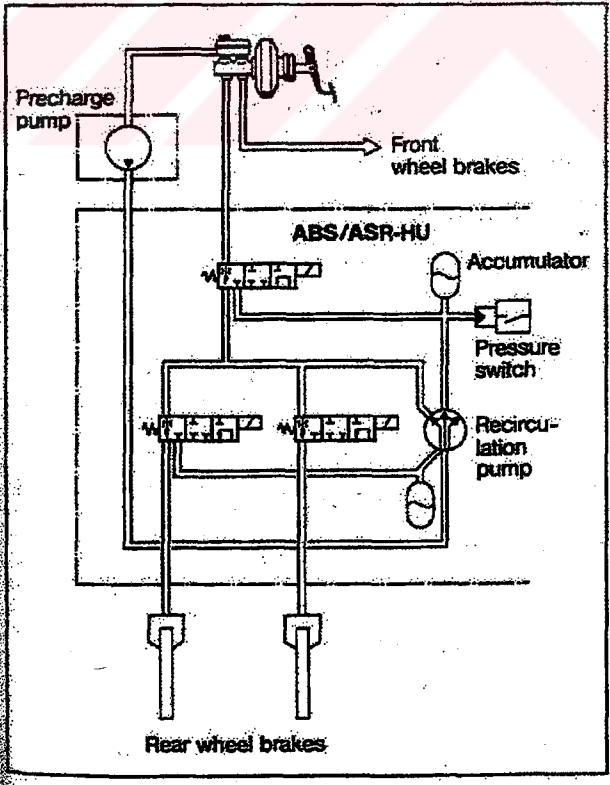 Precharge
pump
Front
wheel brakes
ABS/ASR-HU
Accumulator
Pressure
switch
Recircu-
lation
pump
Rear wheel brakes